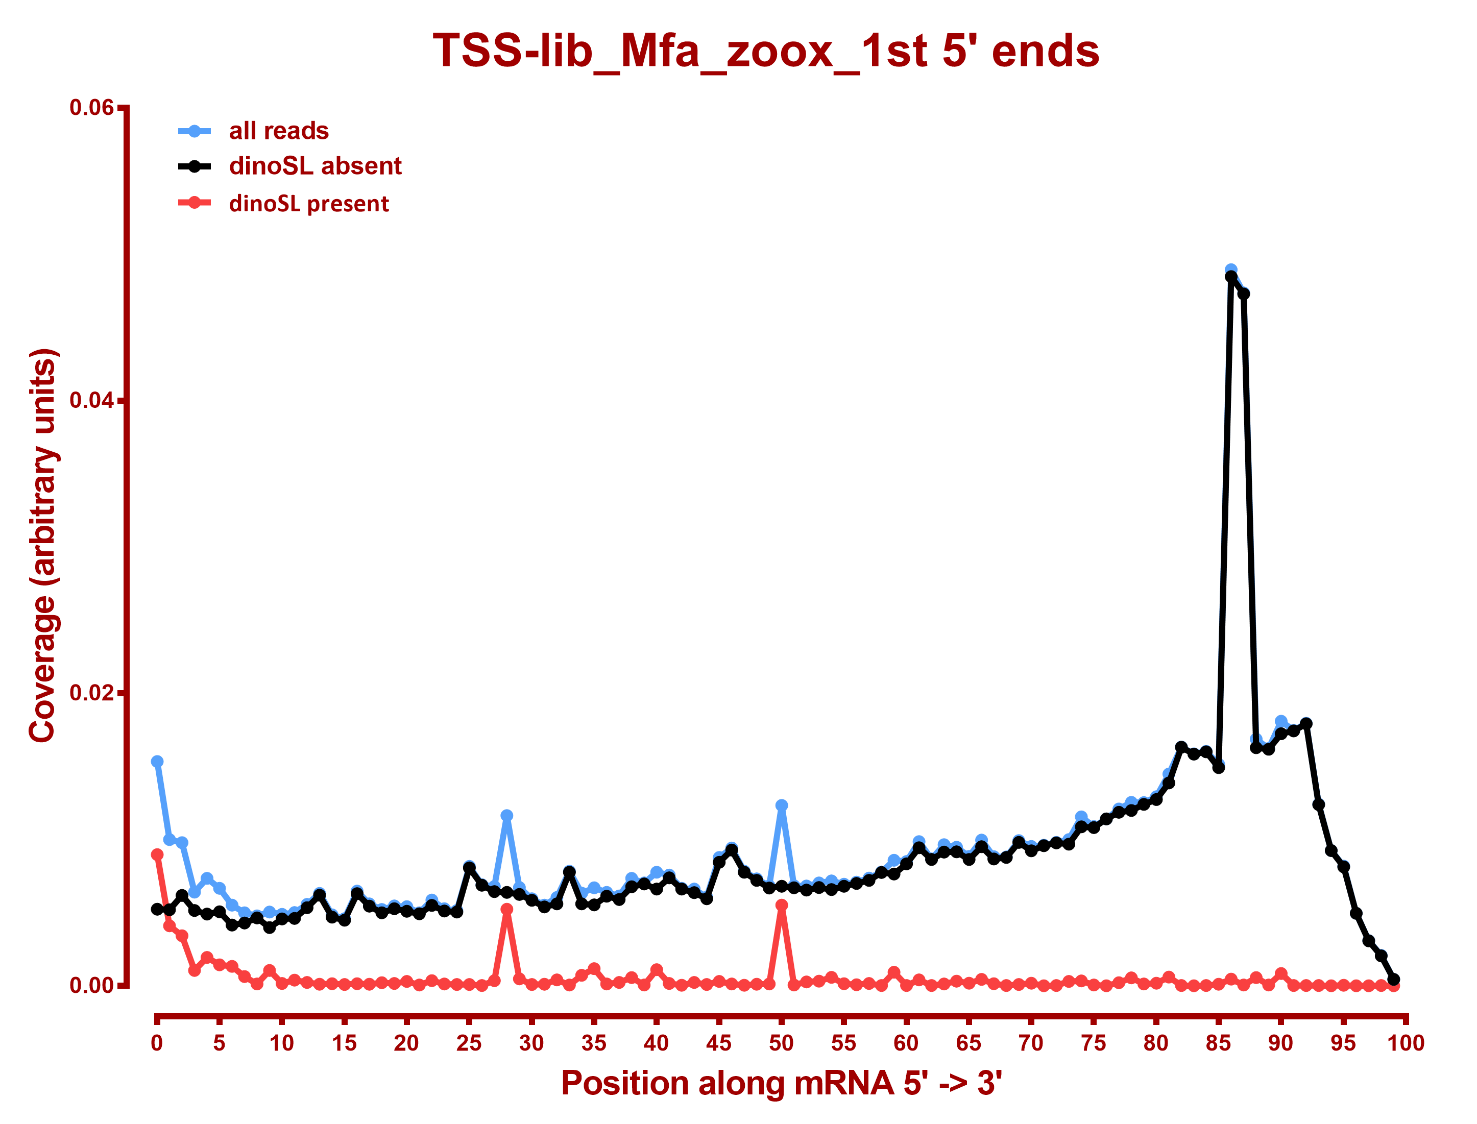 TSS-lib_Mfa_zoox_1st 5' ends
0.06
all reads
dinoSL absent
dinoSL present
0.04
0.02
0.00
Coverage (arbitrary units)
0 5 10 15 20 25 30 35 40 45 50 55 60 65 70 75 80 85 90 95 100
Position along mRNA 5' -> 3'